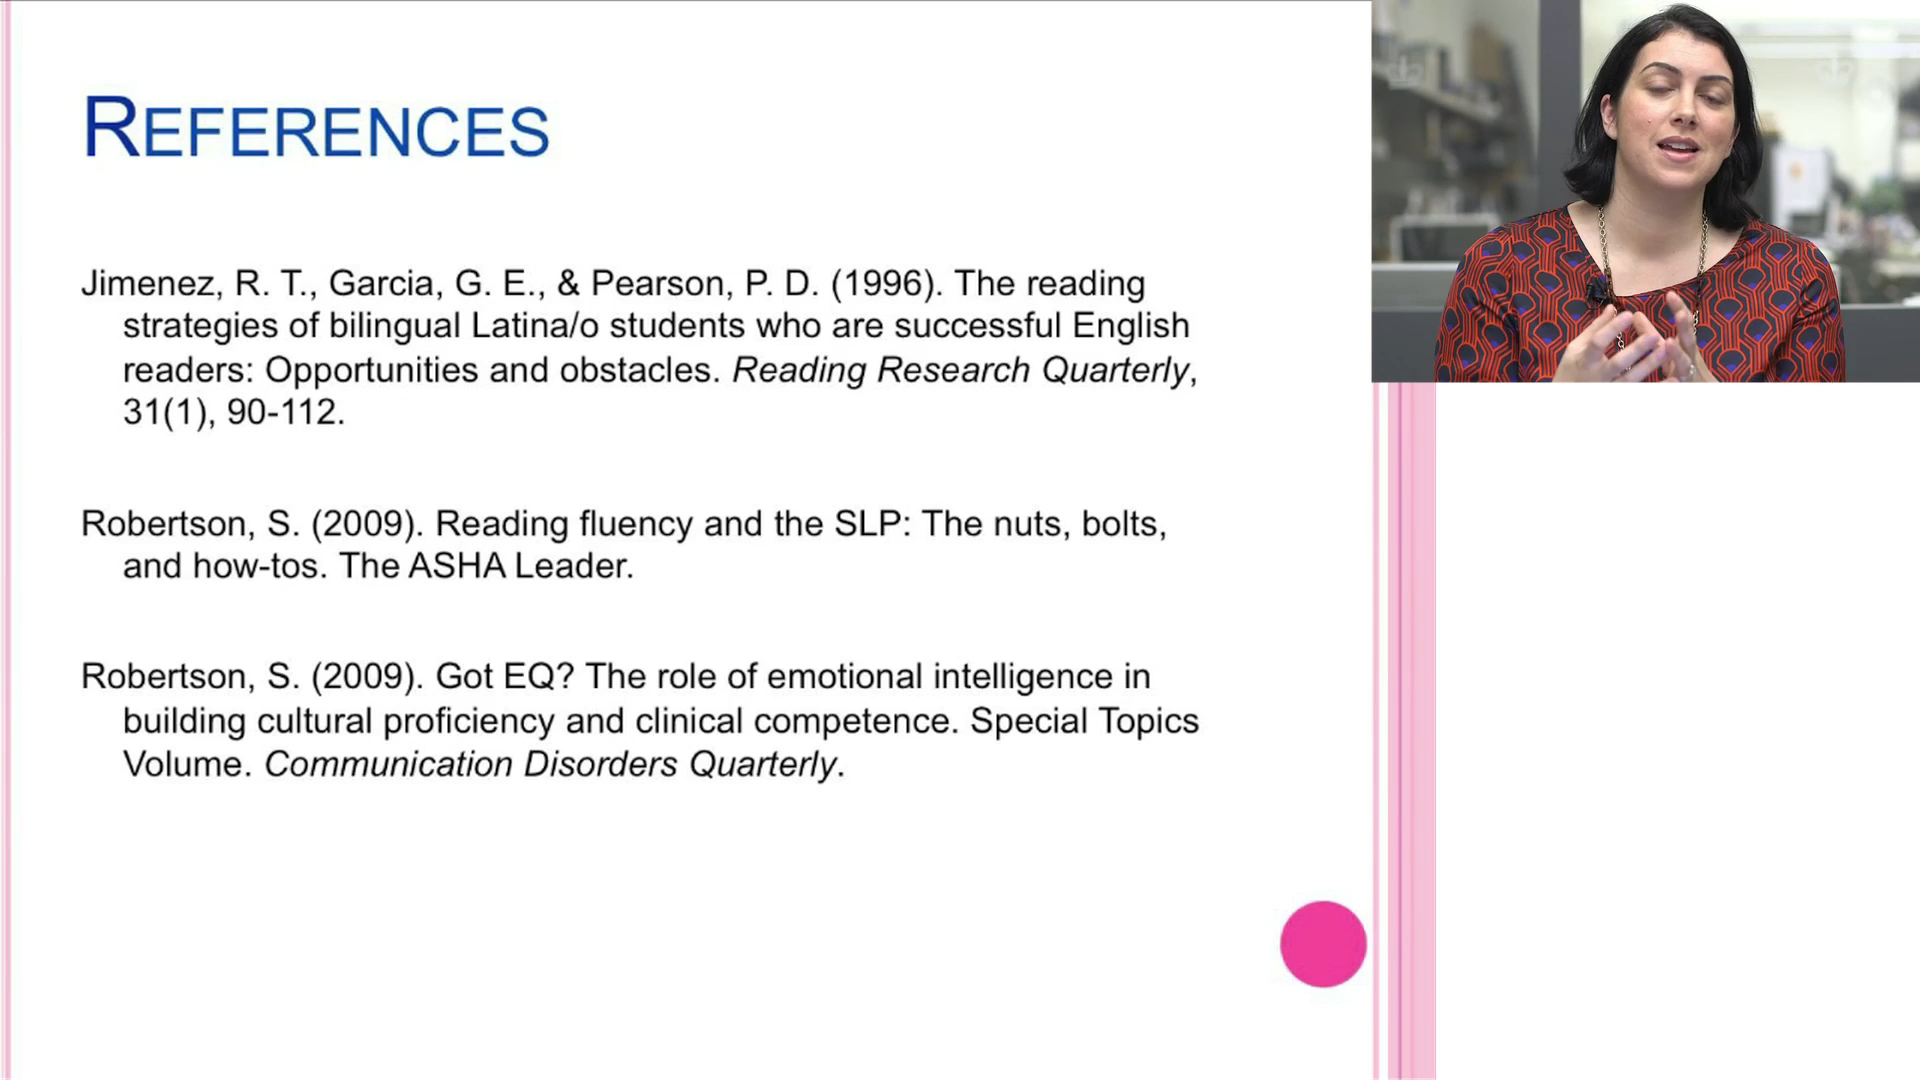 REFERENCES
Jimenez, R. T., Garcia, G. E., & Pearson, P. D. (1996). The reading
strategies of bilingual Latina/o students who are successful English
readers: Opportunities and obstacles. Reading Research Quarterly,
31(1), 90-112.
Robertson, S. (2009). Reading fluency and the SLP: The nuts, bolts,
and how-tos. The ASHA Leader.
Robertson, S. (2009). Got EQ? The role of emotional intelligence in
building cultural proficiency and clinical competence. Special Topics
Volume. Communication Disorders Quarterly.